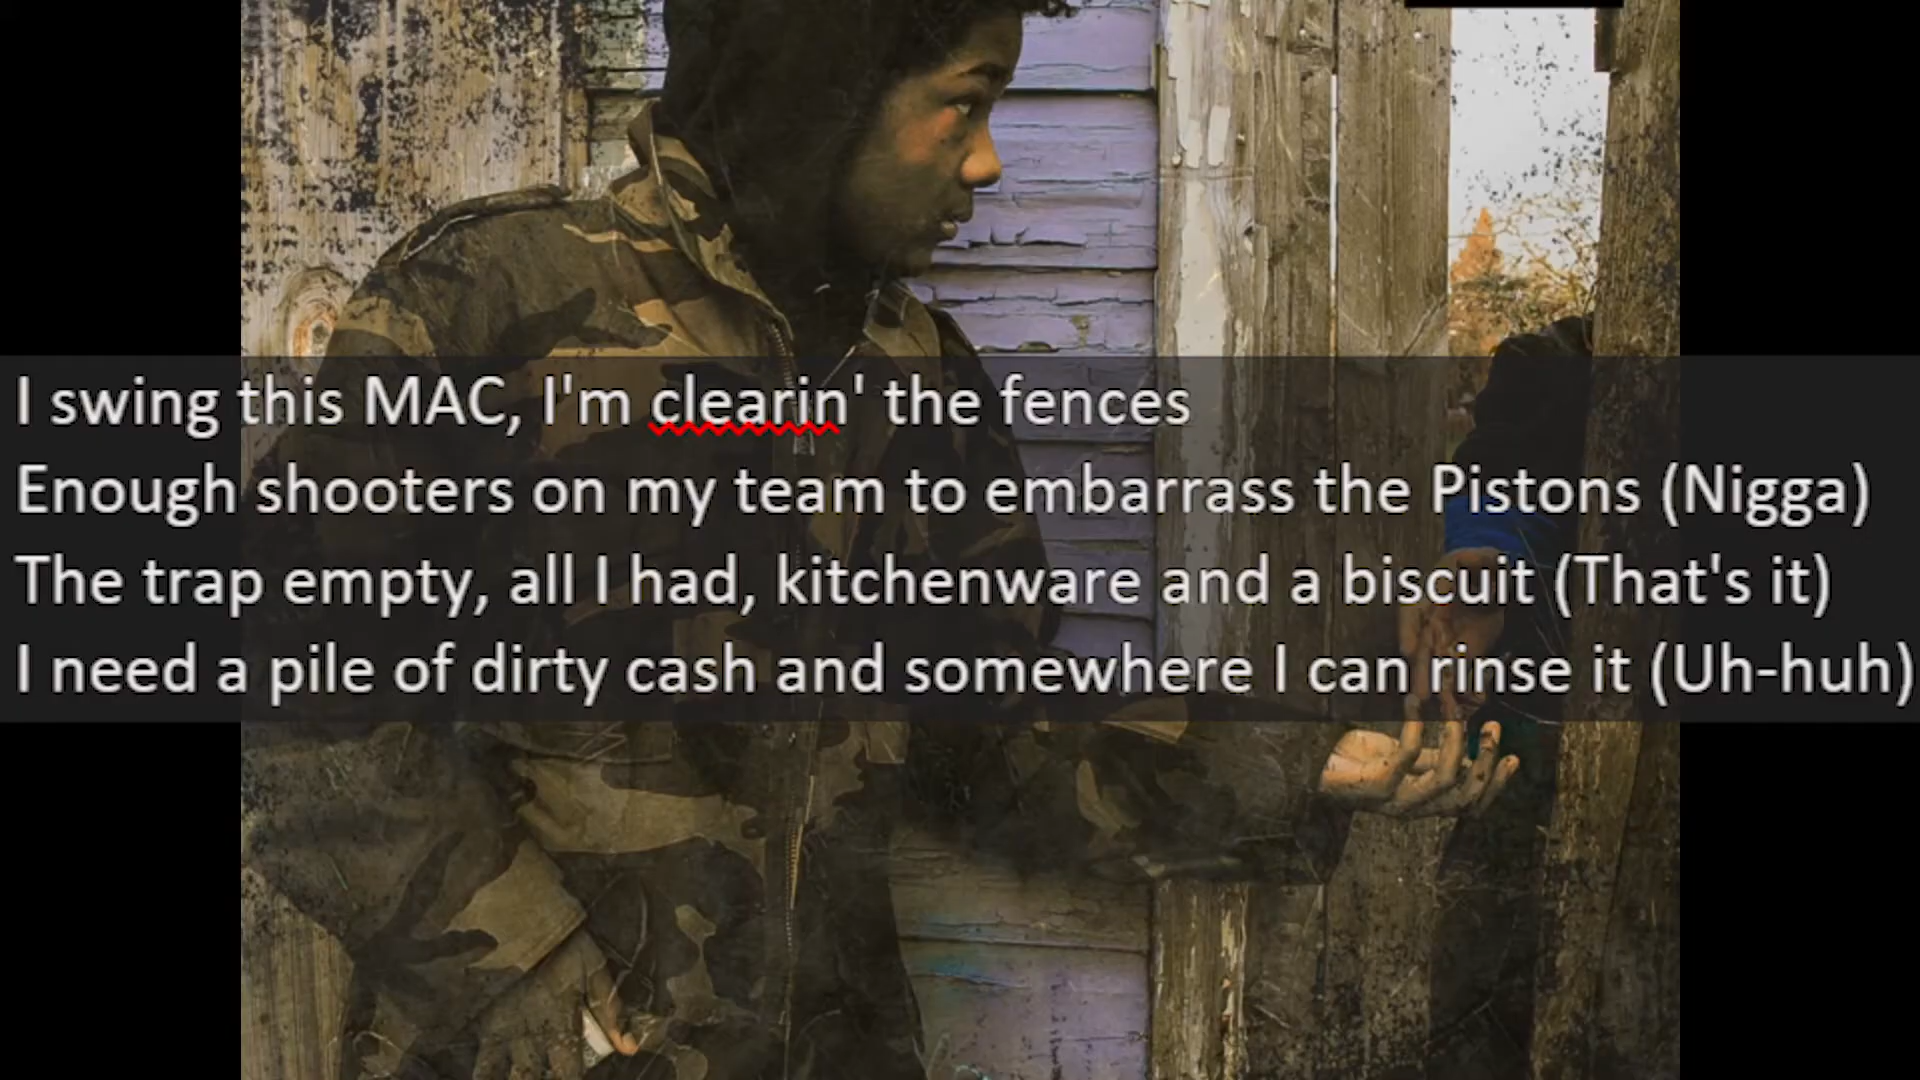 I swing this MAC, I'm clearin' the fences
Enough shooters on my team to embarrass the Pistons (Nigga)
The trap empty, all I had, kitchenware and a biscuit (That's it)
I need a pile of dirty cash and somewhere I can rinse it (Uh-huh)